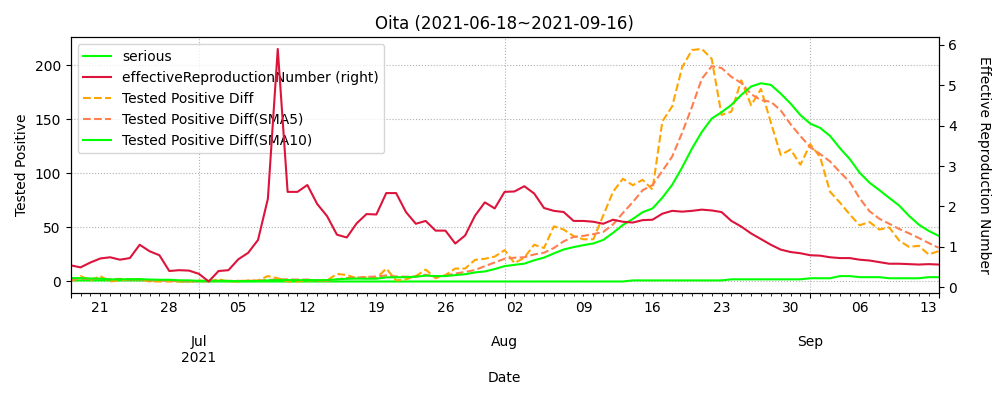 Oita (2021-06-18~2021-09-16)
serious
effectiveReproductionNumber (right)
Tested Positive Diff
Tested Positive Diff(SMA5)
Tested Positive Diff(SMA10)
Tested Positive
200
150
100
50
0
6
5
4
3
2
1
0
Effective Reproduction Number
21 28 05 12 19 26 02 09 16 23 30 06 13
Jul Aug Sep
2021
Date